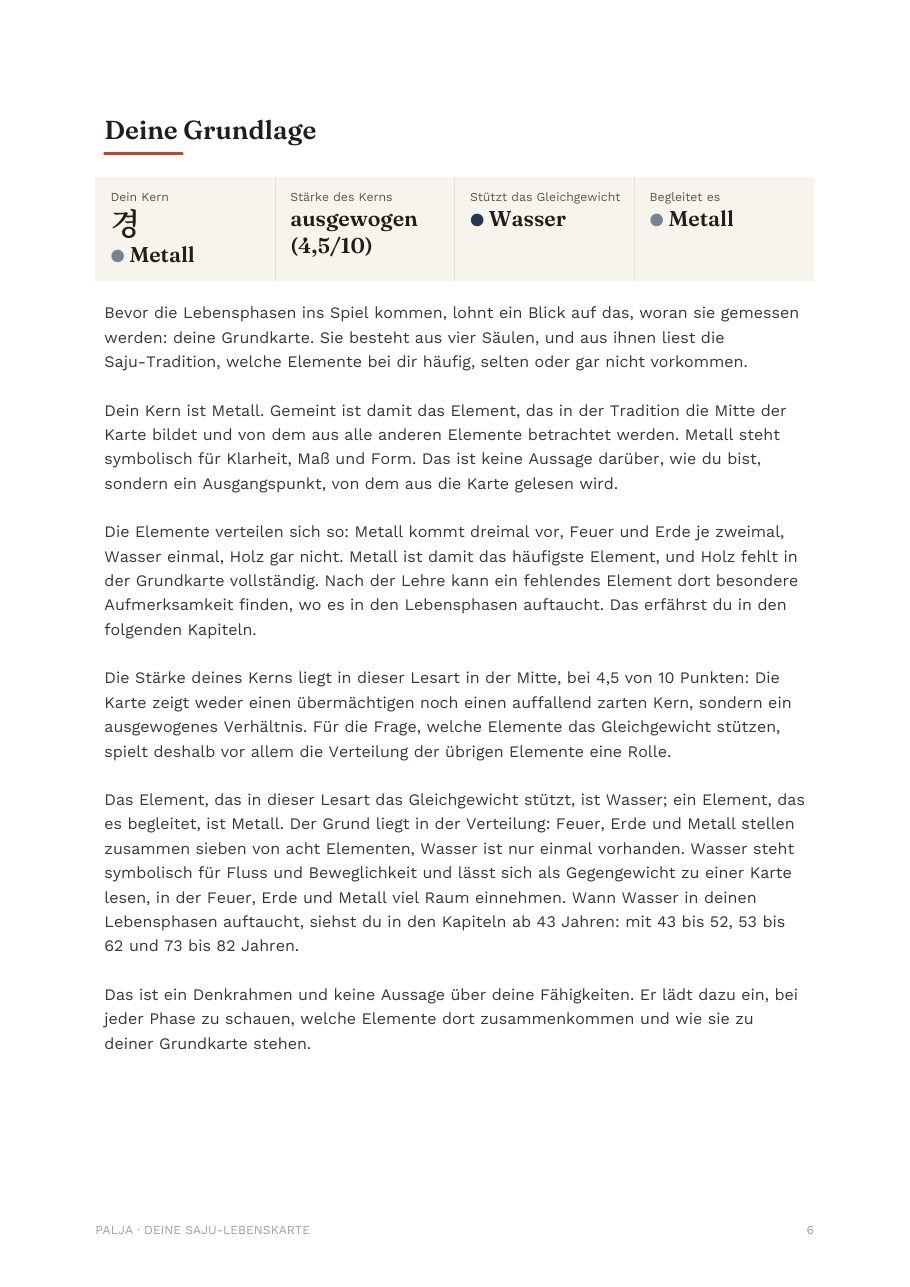 Deine Grundlage
Dein Kern
경
Metall
Stärke des Kerns
ausgewogen
(4,5/10)
Stützt das Gleichgewicht
Wasser
Begleitet es
Metall
Bevor die Lebensphasen ins Spiel kommen, lohnt ein Blick auf das, woran sie gemessen
werden: deine Grundkarte. Sie besteht aus vier Säulen, und aus ihnen liest die
Saju-Tradition, welche Elemente bei dir häufig, selten oder gar nicht vorkommen.
Dein Kern ist Metall. Gemeint ist damit das Element, das in der Tradition die Mitte der
Karte bildet und von dem aus alle anderen Elemente betrachtet werden. Metall steht
symbolisch für Klarheit, Maß und Form. Das ist keine Aussage darüber, wie du bist,
sondern ein Ausgangspunkt, von dem aus die Karte gelesen wird.
Die Elemente verteilen sich so: Metall kommt dreimal vor, Feuer und Erde je zweimal,
Wasser einmal, Holz gar nicht. Metall ist damit das häufigste Element, und Holz fehlt in
der Grundkarte vollständig. Nach der Lehre kann ein fehlendes Element dort besondere
Aufmerksamkeit finden, wo es in den Lebensphasen auftaucht. Das erfährst du in den
folgenden Kapiteln.
Die Stärke deines Kerns liegt in dieser Lesart in der Mitte, bei 4,5 von 10 Punkten: Die
Karte zeigt weder einen übermächtigen noch einen auffallend zarten Kern, sondern ein
ausgewogenes Verhältnis. Für die Frage, welche Elemente das Gleichgewicht stützen,
spielt deshalb vor allem die Verteilung der übrigen Elemente eine Rolle.
Das Element, das in dieser Lesart das Gleichgewicht stützt, ist Wasser; ein Element, das
es begleitet, ist Metall. Der Grund liegt in der Verteilung: Feuer, Erde und Metall stellen
zusammen sieben von acht Elementen, Wasser ist nur einmal vorhanden. Wasser steht
symbolisch für Fluss und Beweglichkeit und lässt sich als Gegengewicht zu einer Karte
lesen, in der Feuer, Erde und Metall viel Raum einnehmen. Wann Wasser in deinen
Lebensphasen auftaucht, siehst du in den Kapiteln ab 43 Jahren: mit 43 bis 52, 53 bis
62 und 73 bis 82 Jahren.
Das ist ein Denkrahmen und keine Aussage über deine Fähigkeiten. Er lädt dazu ein, bei
jeder Phase zu schauen, welche Elemente dort zusammenkommen und wie sie zu
deiner Grundkarte stehen.
PALJA · DEINE SAJU-LEBENSKARTE
6